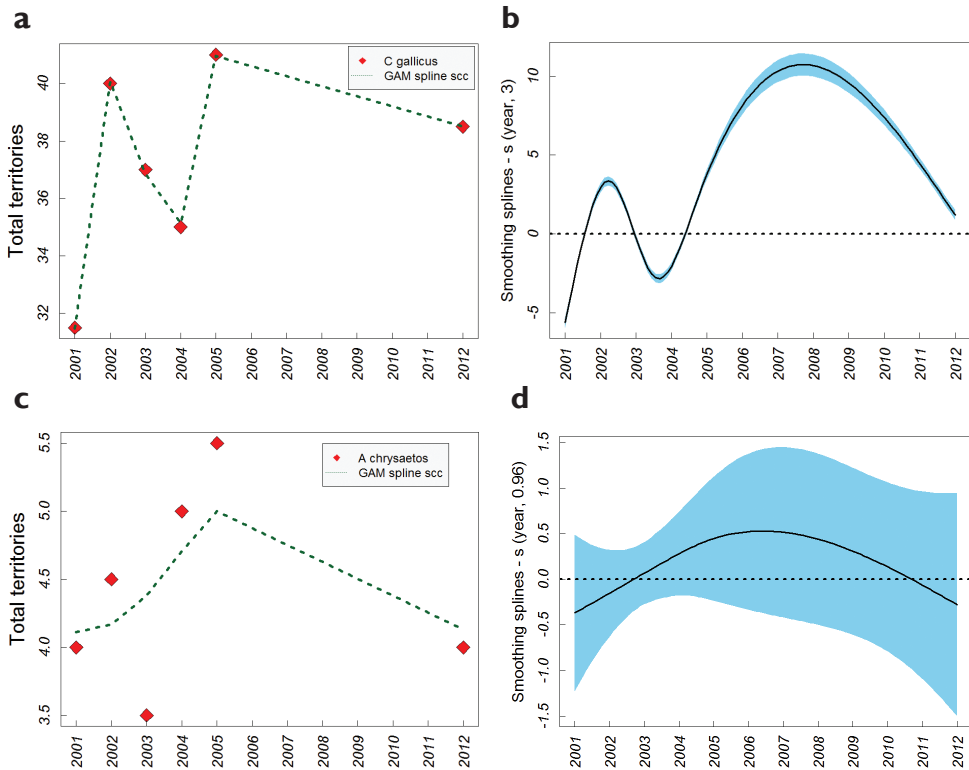 a
Total territories
40
38
36
34
32
C gallicus
GAM spline scc
2001 2002 2003 2004 2005 2006 2007 2008 2009 2010 2011 2012
b
Smoothing splines - s (year, 3)
10
5
0
-5
2001 2002 2003 2004 2005 2006 2007 2008 2009 2010 2011 2012
c
Total territories
5.5
5.0
4.5
4.0
3.5
A chrysaetos
GAM spline scc
2001 2002 2003 2004 2005 2006 2007 2008 2009 2010 2011 2012
d
Smoothing splines - s (year, 0.96)
1.5
1.0
0.5
0.0
-0.5
-1.0
-1.5
2001 2002 2003 2004 2005 2006 2007 2008 2009 2010 2011 2012